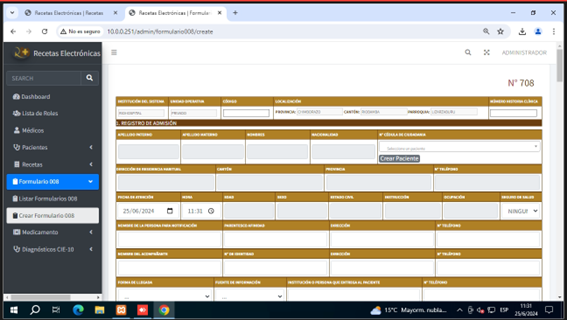 Recetas Electrónicas | Recetas
Recetas Electrónicas | Formular
No es seguro
10.0.0.251/admin/formulario008/create
Recetas Electrónicas
ADMINISTRADOR
SEARCH
Dashboard
Lista de Roles
Médicos
Pacientes
Recetas
Formulario 008
Listar Formularios 008
Crear Formulario 008
Medicamento
Diagnósticos CIE-10
N° 708
INSTITUCIÓN DEL SISTEMA
UNIDAD OPERATIVA
CÓDIGO
LOCALIZACIÓN
NÚMERO HISTORIA CLÍNICA
PROVINCIA:
CANTÓN:
PARROQUIA:
1. REGISTRO DE ADMISIÓN
APELLIDO PATERNO
APELLIDO MATERNO
NOMBRES
NACIONALIDAD
N° CÉDULA DE CIUDADANÍA
Seleccione un paciente
Crear Paciente
DIRECCIÓN DE RESIDENCIA HABITUAL
CANTÓN
PROVINCIA
N° TELÉFONO
FECHA DE ATENCIÓN
HORA
EDAD
SEXO
ESTADO CIVIL
INSTRUCCIÓN
OCUPACIÓN
SEGURO DE SALUD
25/06/2024
11:31
NINGUN
NOMBRE DE LA PERSONA PARA NOTIFICACIÓN
PARENTESCO AFINIDAD
DIRECCIÓN
N° TELÉFONO
NOMBRE DEL ACOMPAÑANTE
N° DE IDENTIDAD
DIRECCIÓN
N° TELÉFONO
FORMA DE LLEGADA
FUENTE DE INFORMACIÓN
INSTITUCIÓN O PERSONA QUE ENTREGA AL PACIENTE
N° TELÉFONO
15°C Mayorm. nubla...
ESP
11:31
25/6/2024